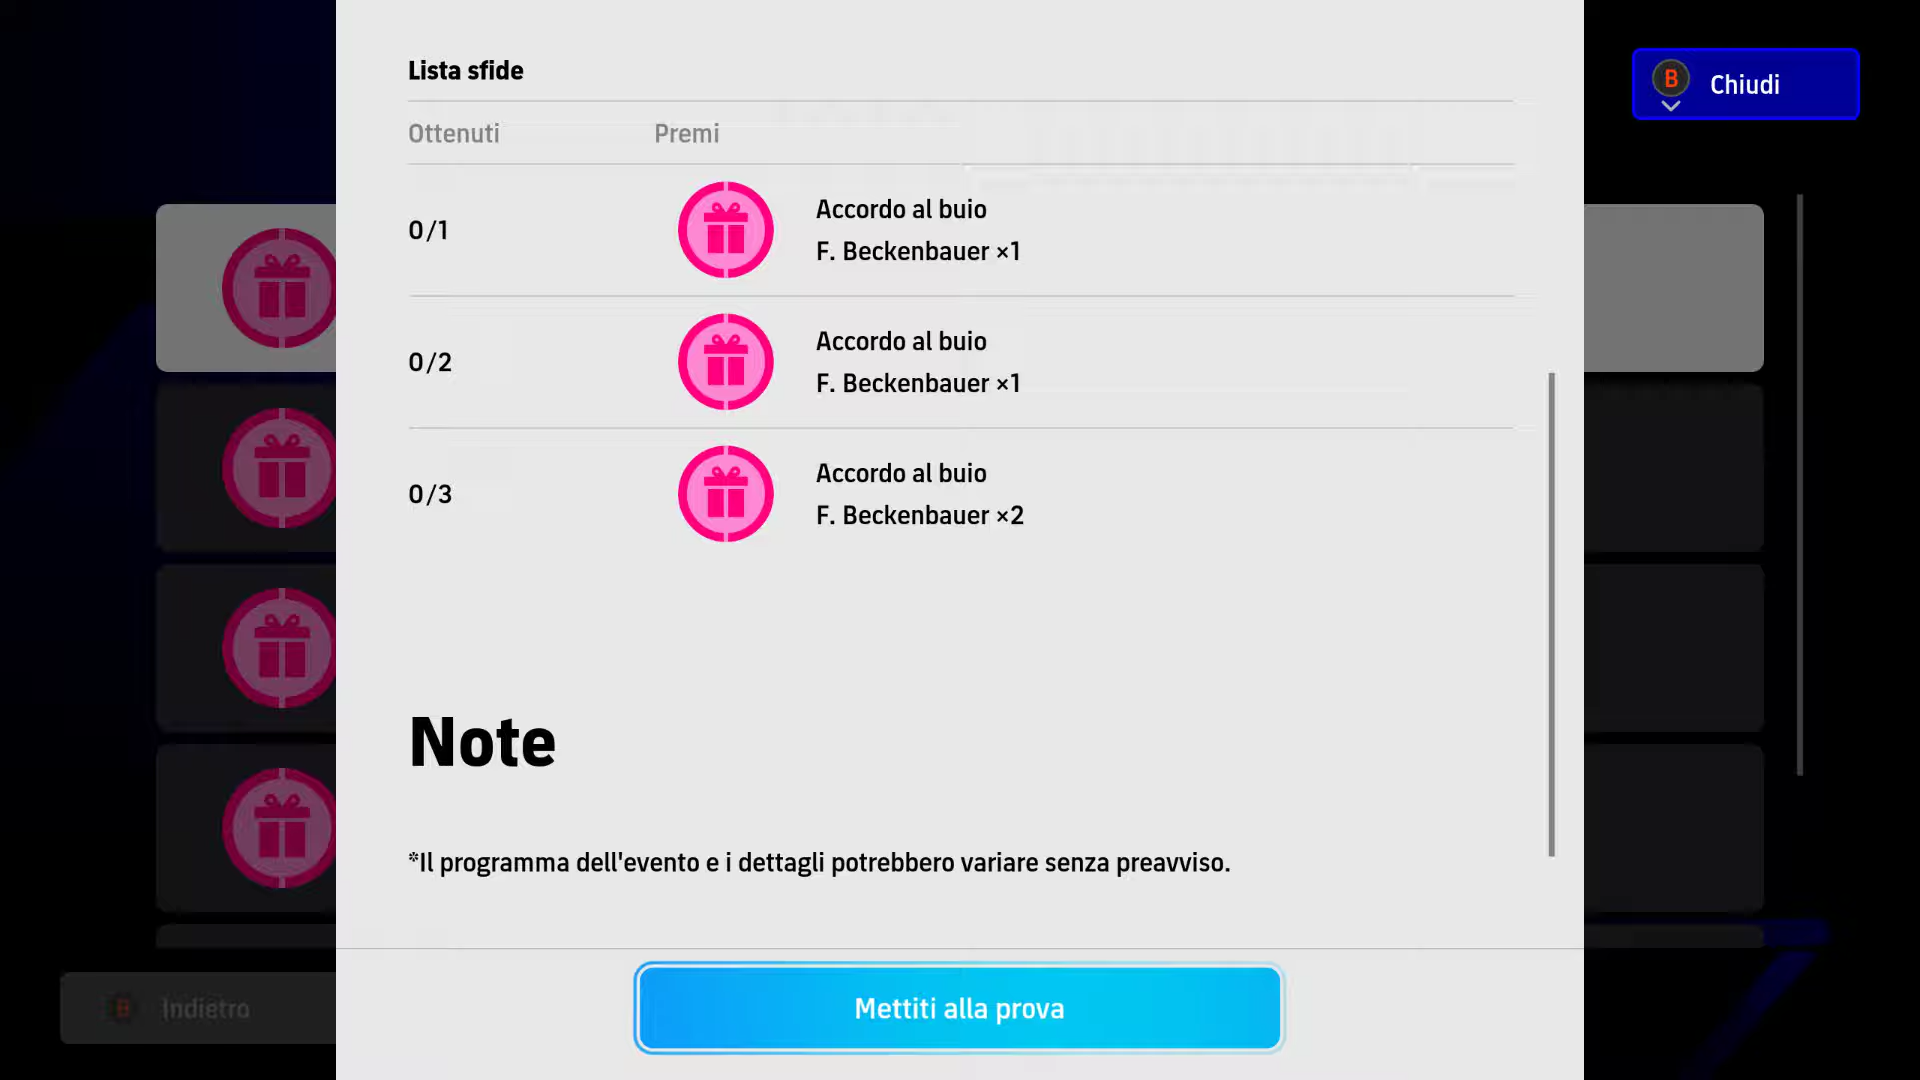 Lista sfide
B Chiudi
Ottenuti Premi
0/1
Accordo al buio
F. Beckenbauer ×1
0/2
Accordo al buio
F. Beckenbauer ×1
0/3
Accordo al buio
F. Beckenbauer ×2
Note
*Il programma dell'evento e i dettagli potrebbero variare senza preavviso.
B Indietro
Mettiti alla prova